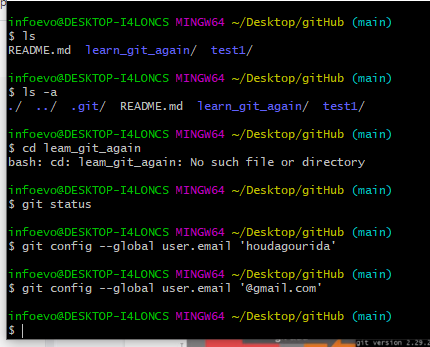 infoevo@DESKTOP-I4LONCS MINGW64 ~/Desktop/gitHub (main)
$ ls
README.md  learn_git_again/  test1/
infoevo@DESKTOP-I4LONCS MINGW64 ~/Desktop/gitHub (main)
$ ls -a
./  ../  .git/  README.md  learn_git_again/  test1/
infoevo@DESKTOP-I4LONCS MINGW64 ~/Desktop/gitHub (main)
$ cd leam_git_again
bash: cd: leam_git_again: No such file or directory
infoevo@DESKTOP-I4LONCS MINGW64 ~/Desktop/gitHub (main)
$ git status
infoevo@DESKTOP-I4LONCS MINGW64 ~/Desktop/gitHub (main)
$ git config --global user.email 'houdagourida'
infoevo@DESKTOP-I4LONCS MINGW64 ~/Desktop/gitHub (main)
$ git config --global user.email '@gmail.com'
infoevo@DESKTOP-I4LONCS MINGW64 ~/Desktop/gitHub (main)
$
git version 2.29.2